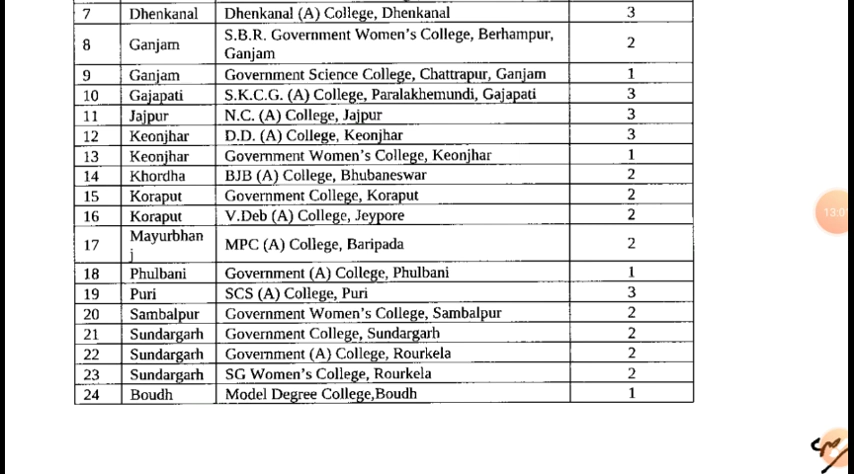 7 Dhenkanal Dhenkanal (A) College, Dhenkanal 3
8 Ganjam S.B.R. Government Women's College, Berhampur, 2
Ganjam
9 Ganjam Government Science College, Chattrapur, Ganjam 1
10 Gajapati S.K.C.G. (A) College, Paralakhemundi, Gajapati 3
11 Jajpur N.C. (A) College, Jajpur 3
12 Keonjhar D.D. (A) College, Keonjhar 3
13 Keonjhar Government Women's College, Keonjhar 1
14 Khordha BJB (A) College, Bhubaneswar 2
15 Koraput Government College, Koraput 2
16 Koraput V.Deb (A) College, Jeypore 2
17 Mayurbhan MPC (A) College, Baripada 2
j
18 Phulbani Government (A) College, Phulbani 1
19 Puri SCS (A) College, Puri 3
20 Sambalpur Government Women's College, Sambalpur 2
21 Sundargarh Government College, Sundargarh 2
22 Sundargarh Government (A) College, Rourkela 2
23 Sundargarh SG Women's College, Rourkela 2
24 Boudh Model Degree College,Boudh 1